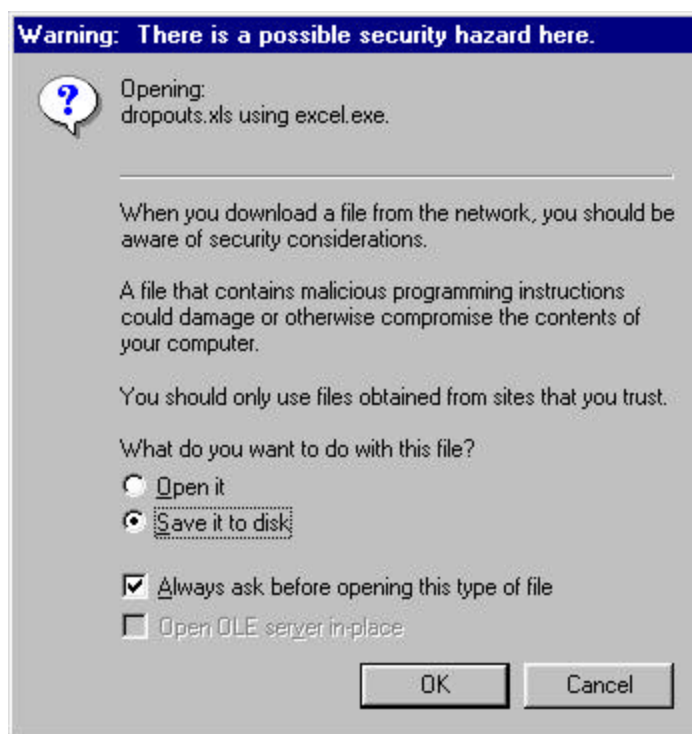 Warning: There is a possible security hazard here.
?
Opening:
dropouts.xls using excel.exe.
When you download a file from the network, you should be
aware of security considerations.
A file that contains malicious programming instructions
could damage or otherwise compromise the contents of
your computer.
You should only use files obtained from sites that you trust.
What do you want to do with this file?
Open it
Save it to disk
Always ask before opening this type of file
Open OLE server in-place
OK
Cancel